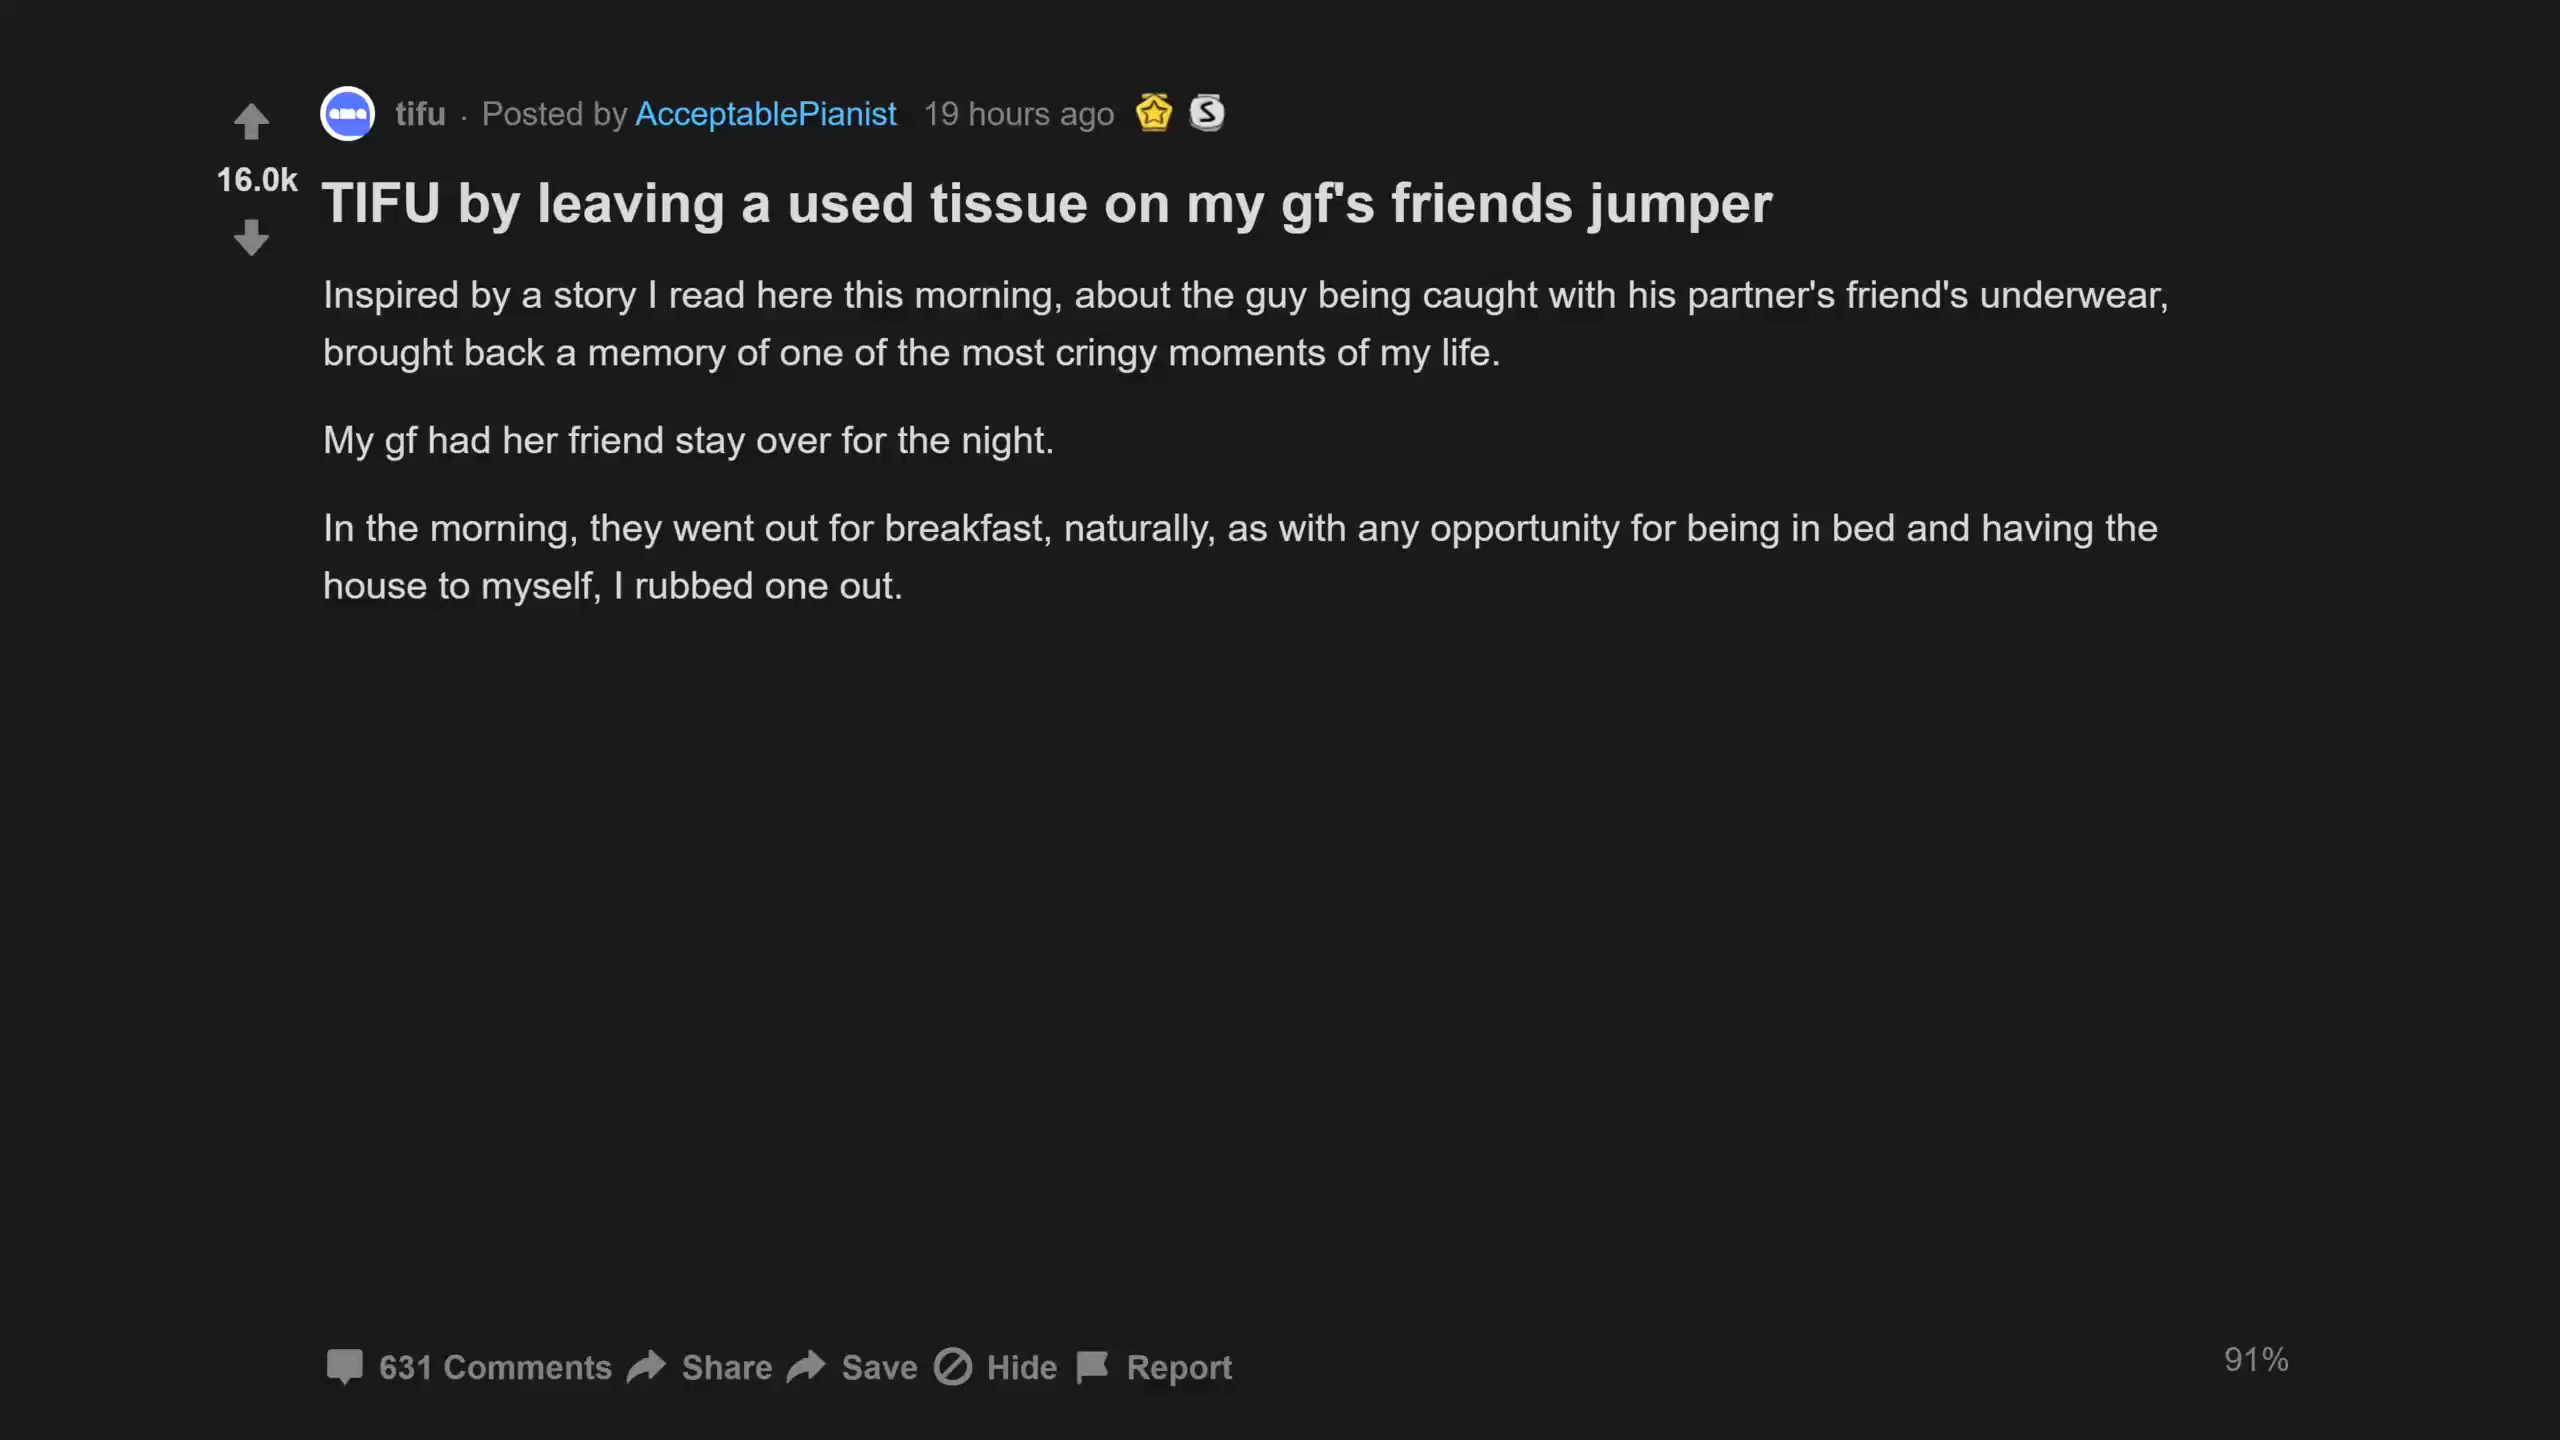 tifu · Posted by AcceptablePianist 19 hours ago
16.0k
TIFU by leaving a used tissue on my gf's friends jumper
Inspired by a story I read here this morning, about the guy being caught with his partner's friend's underwear,
brought back a memory of one of the most cringy moments of my life.
My gf had her friend stay over for the night.
In the morning, they went out for breakfast, naturally, as with any opportunity for being in bed and having the
house to myself, I rubbed one out.
631 Comments Share Save Hide Report
91%